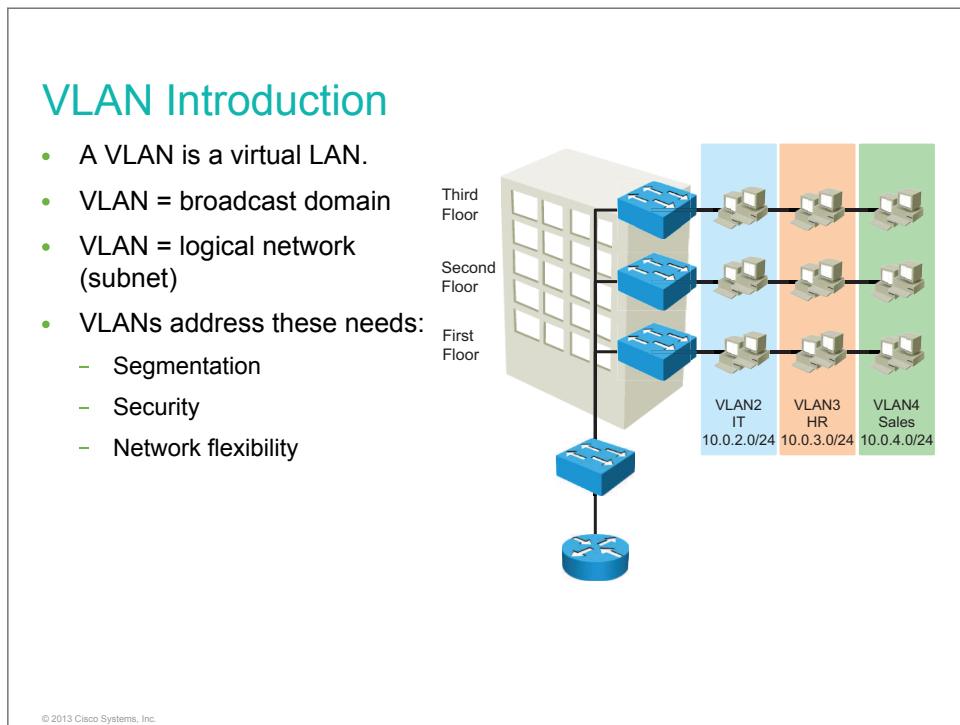 VLAN Introduction
• A VLAN is a virtual LAN.
• VLAN = broadcast domain
• VLAN = logical network
(subnet)
• VLANs address these needs:
– Segmentation
– Security
– Network flexibility
Third
Floor
Second
Floor
First
Floor
VLAN2
IT
10.0.2.0/24
VLAN3
HR
10.0.3.0/24
VLAN4
Sales
10.0.4.0/24
© 2013 Cisco Systems, Inc.